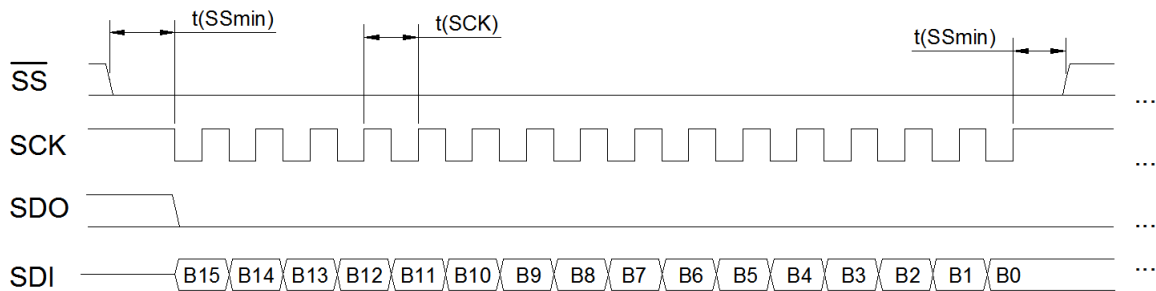 t(SSmin) t(SCK) t(SSmin)
SS ...
SCK ...
SDO ...
SDI B15 B14 B13 B12 B11 B10 B9 B8 B7 B6 B5 B4 B3 B2 B1 B0 ...